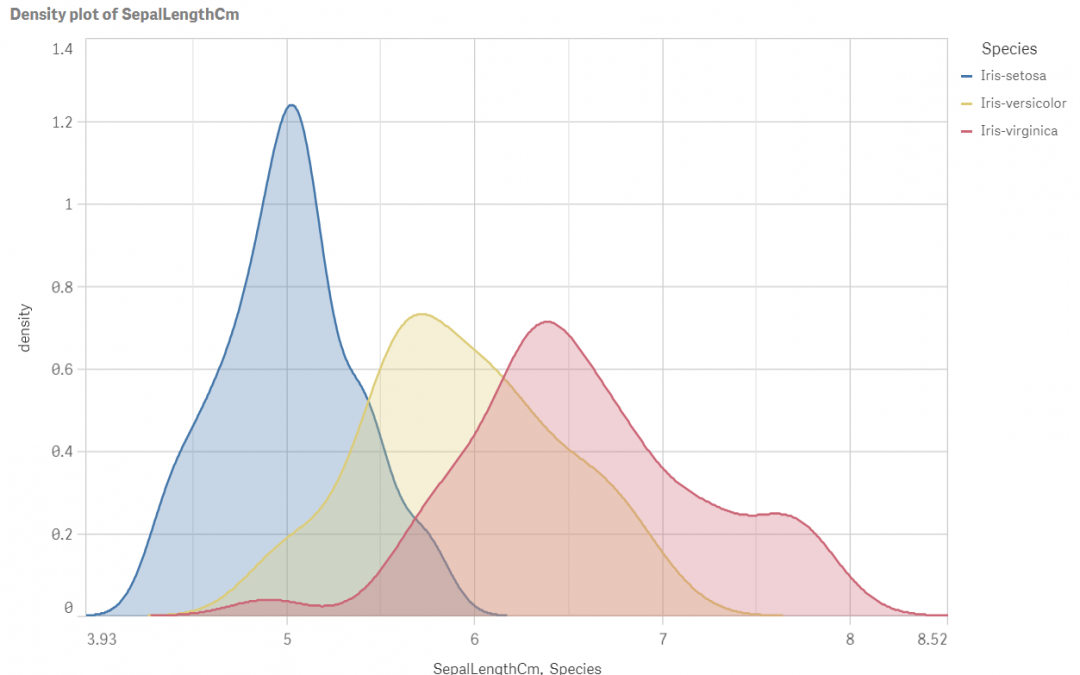 Density plot of SepalLengthCm
1.4
1.2
1
0.8
0.6
0.4
0.2
0
density
3.93
5
6
7
8
8.52
SepalLengthCm, Species
Species
Iris-setosa
Iris-versicolor
Iris-virginica